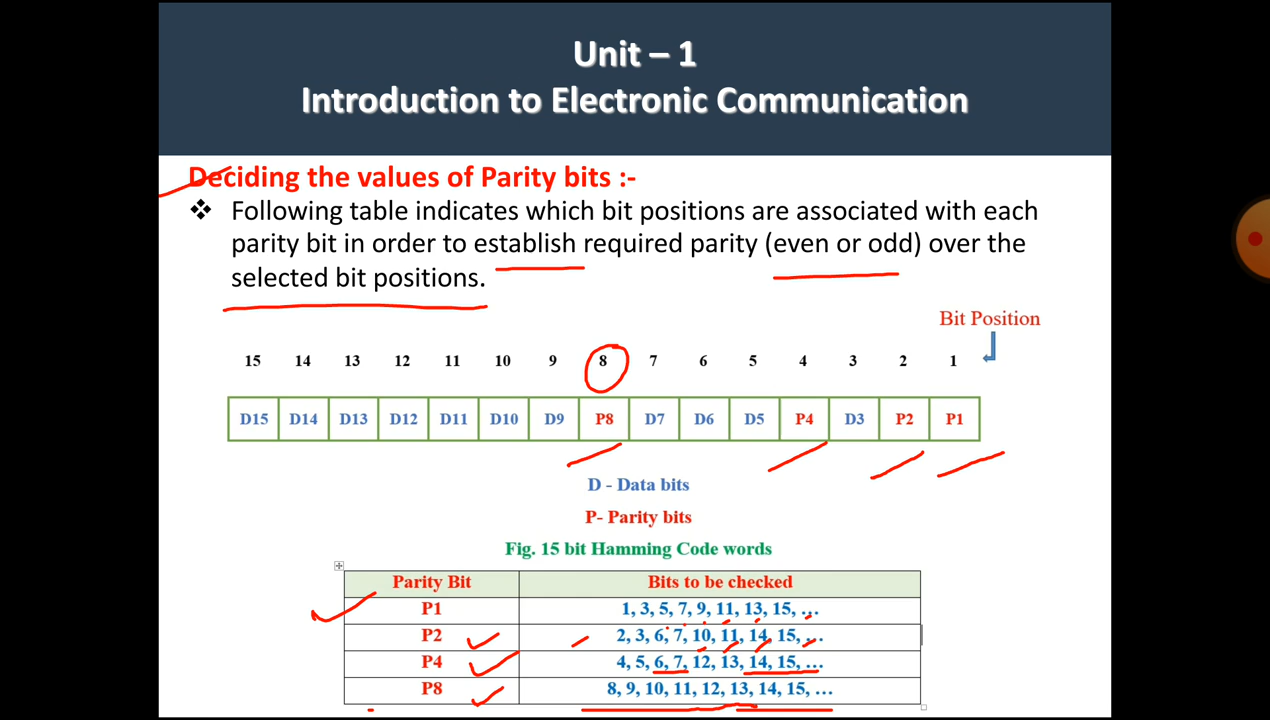 Unit – 1
Introduction to Electronic Communication
Deciding the values of Parity bits :-
❖ Following table indicates which bit positions are associated with each
parity bit in order to establish required parity (even or odd) over the
selected bit positions.
Bit Position
15 14 13 12 11 10 9 8 7 6 5 4 3 2 1
D15 D14 D13 D12 D11 D10 D9 P8 D7 D6 D5 P4 D3 P2 P1
D - Data bits
P- Parity bits
Fig. 15 bit Hamming Code words
Parity Bit Bits to be checked
P1 1, 3, 5, 7, 9, 11, 13, 15, ...
P2 2, 3, 6, 7, 10, 11, 14, 15, ...
P4 4, 5, 6, 7, 12, 13, 14, 15, ...
P8 8, 9, 10, 11, 12, 13, 14, 15, ...